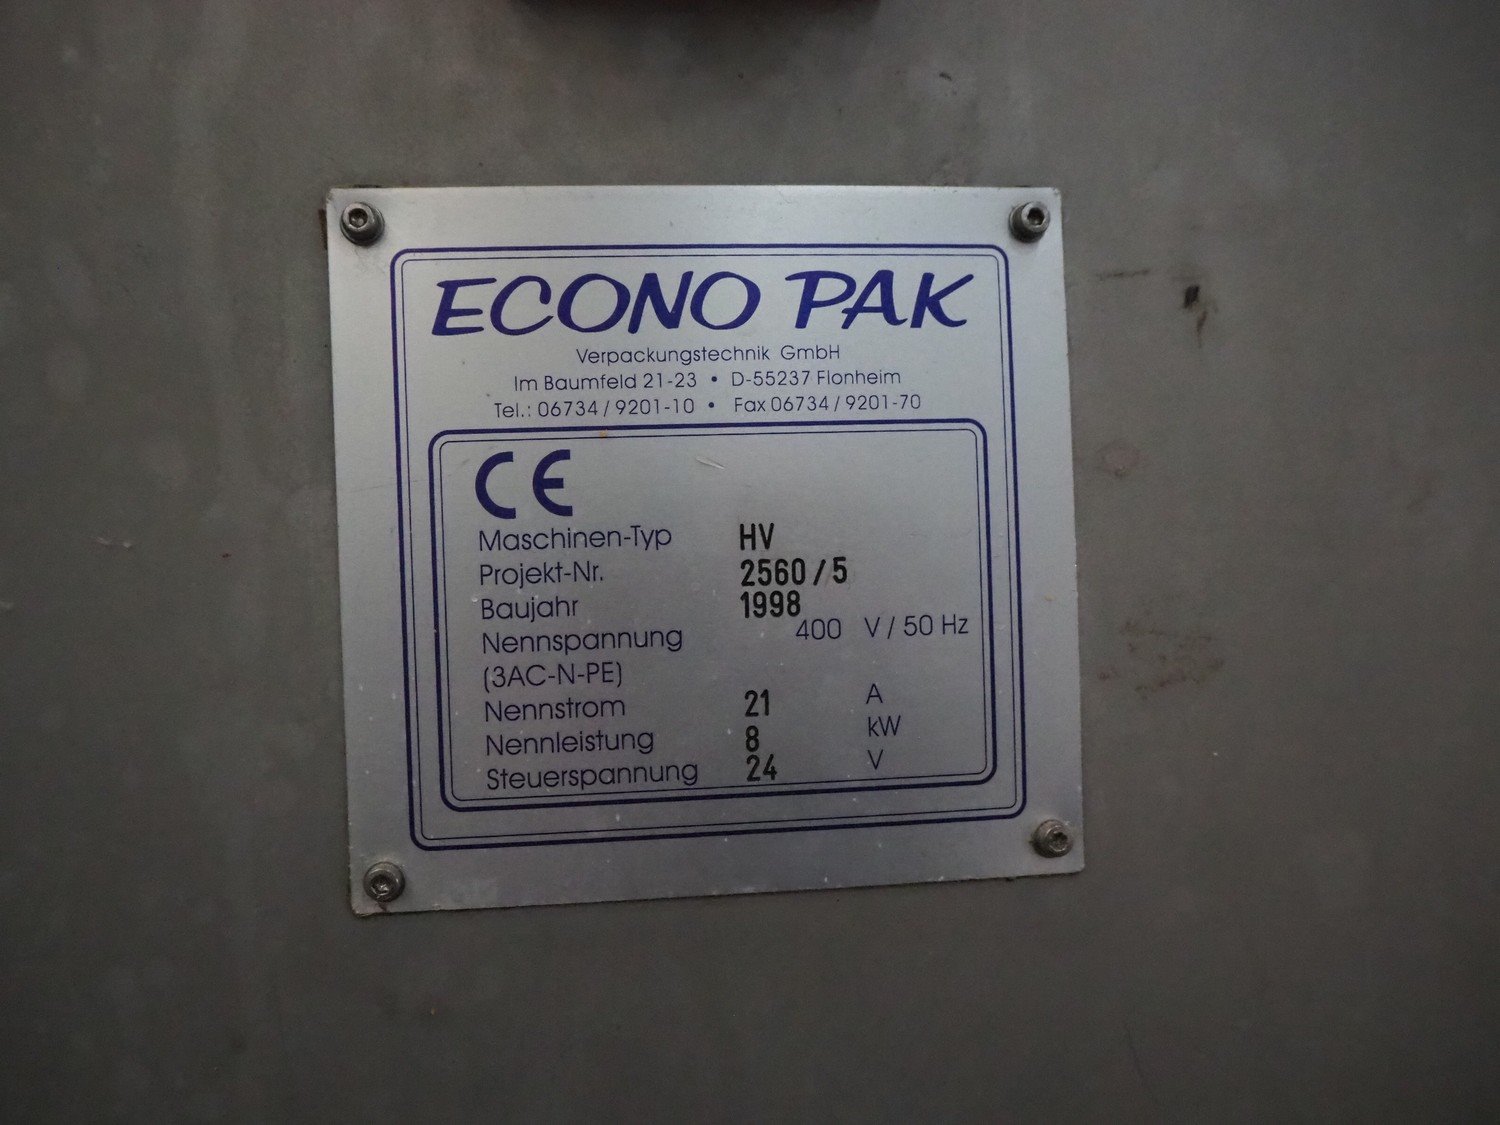 ECONO PAK
Verpackungstechnik GmbH
Im Baumfeld 21-23 • D-55237 Flonheim
Tel.: 06734/9201-10 • Fax 06734/9201-70
CE
Maschinen-Typ HV
Projekt-Nr. 2560/5
Baujahr 1998
Nennspannung 400 V/50 Hz
(3AC-N-PE)
Nennstrom 21 A
Nennleistung 8 kW
Steuerspannung 24 V